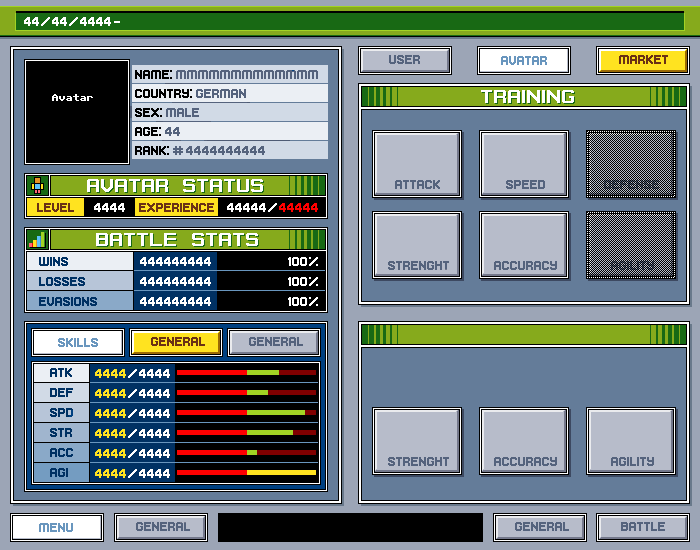 44/44/4444-
USER
AVATAR
MARKET
Avatar
NAME: MMMMMMMMMMMMMM
COUNTRY: GERMAN
SEX: MALE
AGE: 44
RANK: #4444444444
AVATAR STATUS
LEVEL 4444 EXPERIENCE 44444/44444
BATTLE STATS
WINS 444444444 100%
LOSSES 444444444 100%
EVASIONS 444444444 100%
SKILLS GENERAL GENERAL
ATK 4444/4444
DEF 4444/4444
SPD 4444/4444
STR 4444/4444
ACC 4444/4444
AGI 4444/4444
TRAINING
ATTACK SPEED DEFENSE
STRENGHT ACCURACY AGILITY
STRENGHT ACCURACY AGILITY
MENU GENERAL GENERAL BATTLE